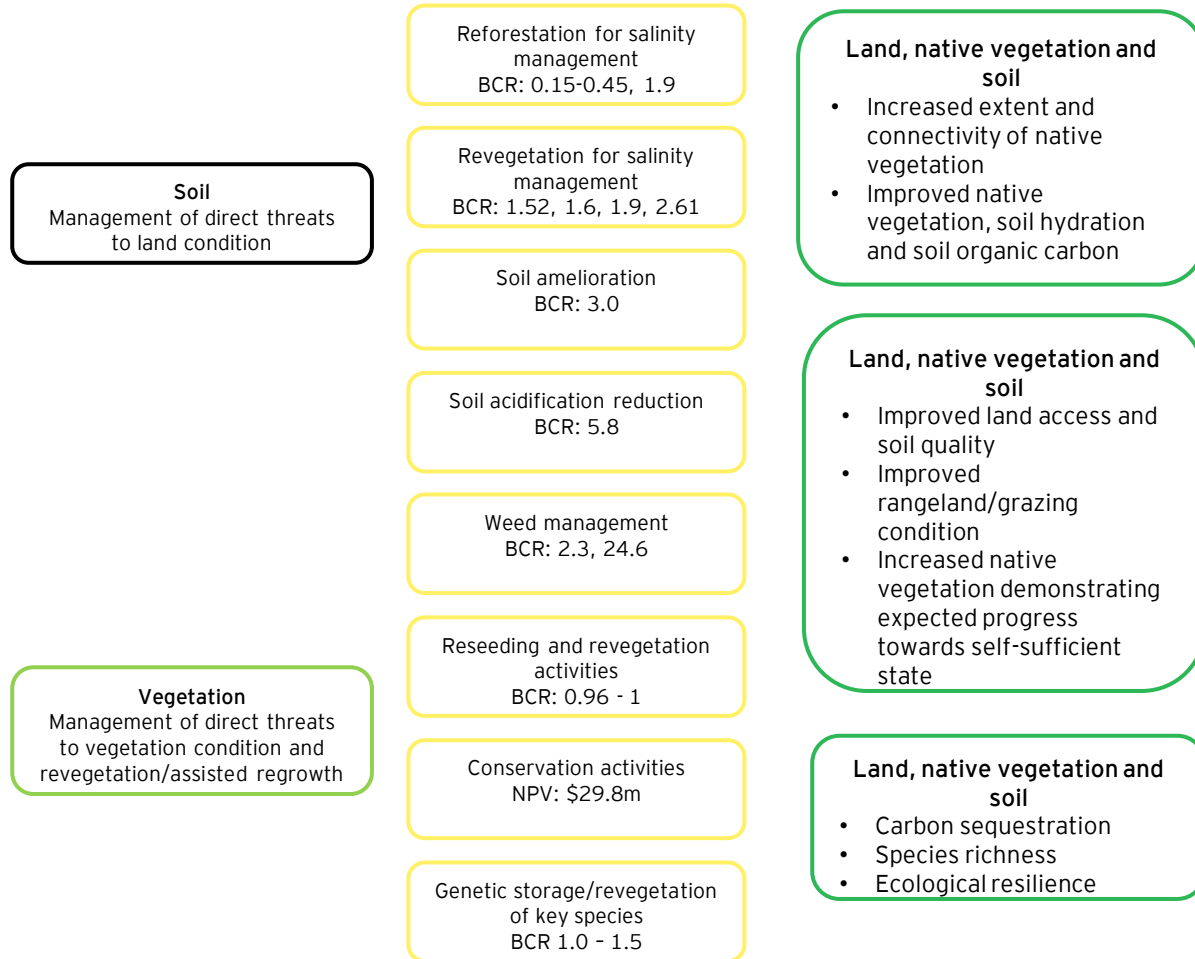 Soil
Management of direct threats
to land condition
Vegetation
Management of direct threats
to vegetation condition and
revegetation/assisted regrowth
Reforestation for salinity
management
BCR: 0.15-0.45, 1.9
Revegetation for salinity
management
BCR: 1.52, 1.6, 1.9, 2.61
Soil amelioration
BCR: 3.0
Soil acidification reduction
BCR: 5.8
Weed management
BCR: 2.3, 24.6
Reseeding and revegetation
activities
BCR: 0.96 - 1
Conservation activities
NPV: $29.8m
Genetic storage/revegetation
of key species
BCR 1.0 – 1.5
Land, native vegetation and
soil
• Increased extent and
connectivity of native
vegetation
• Improved native
vegetation, soil hydration
and soil organic carbon
Land, native vegetation and
soil
• Improved land access and
soil quality
• Improved
rangeland/grazing
condition
• Increased native
vegetation demonstrating
expected progress
towards self-sufficient
state
Land, native vegetation and
soil
• Carbon sequestration
• Species richness
• Ecological resilience